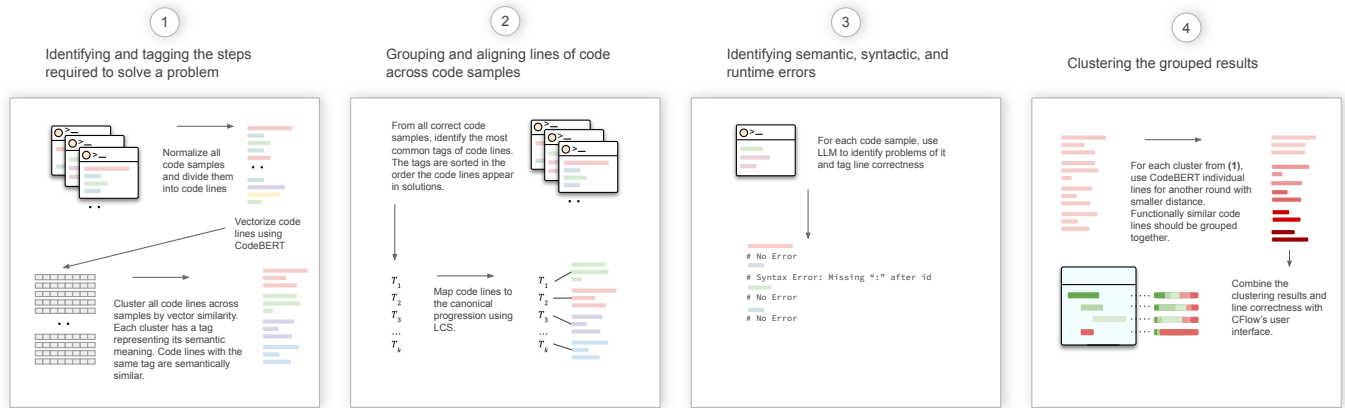 1
Identifying and tagging the steps
required to solve a problem
>_
>_
>_
Normalize all
code samples
and divide them
into code lines
Vectorize code
lines using
CodeBERT
Cluster all code lines across
samples by vector similarity.
Each cluster has a tag
representing its semantic
meaning. Code lines with the
same tag are semantically
similar.
2
Grouping and aligning lines of code
across code samples
From all correct code
samples, identify the most
common tags of code lines.
The tags are sorted in the
order the code lines appear
in solutions.
>_
>_
>_
T1
T2
T3
...
Tk
Map code lines to
the canonical
progression using
LCS.
3
Identifying semantic, syntactic, and
runtime errors
>_
For each code sample, use
LLM to identify problems of it
and tag line correctness
# No Error
# Syntax Error: Missing “:” after id
# No Error
# No Error
4
Clustering the grouped results
For each cluster from (1),
use CodeBERT individual
lines for another round with
smaller distance.
Functionally similar code
lines should be grouped
together.
Combine the
clustering results and
line correctness with
CFlow's user
interface.